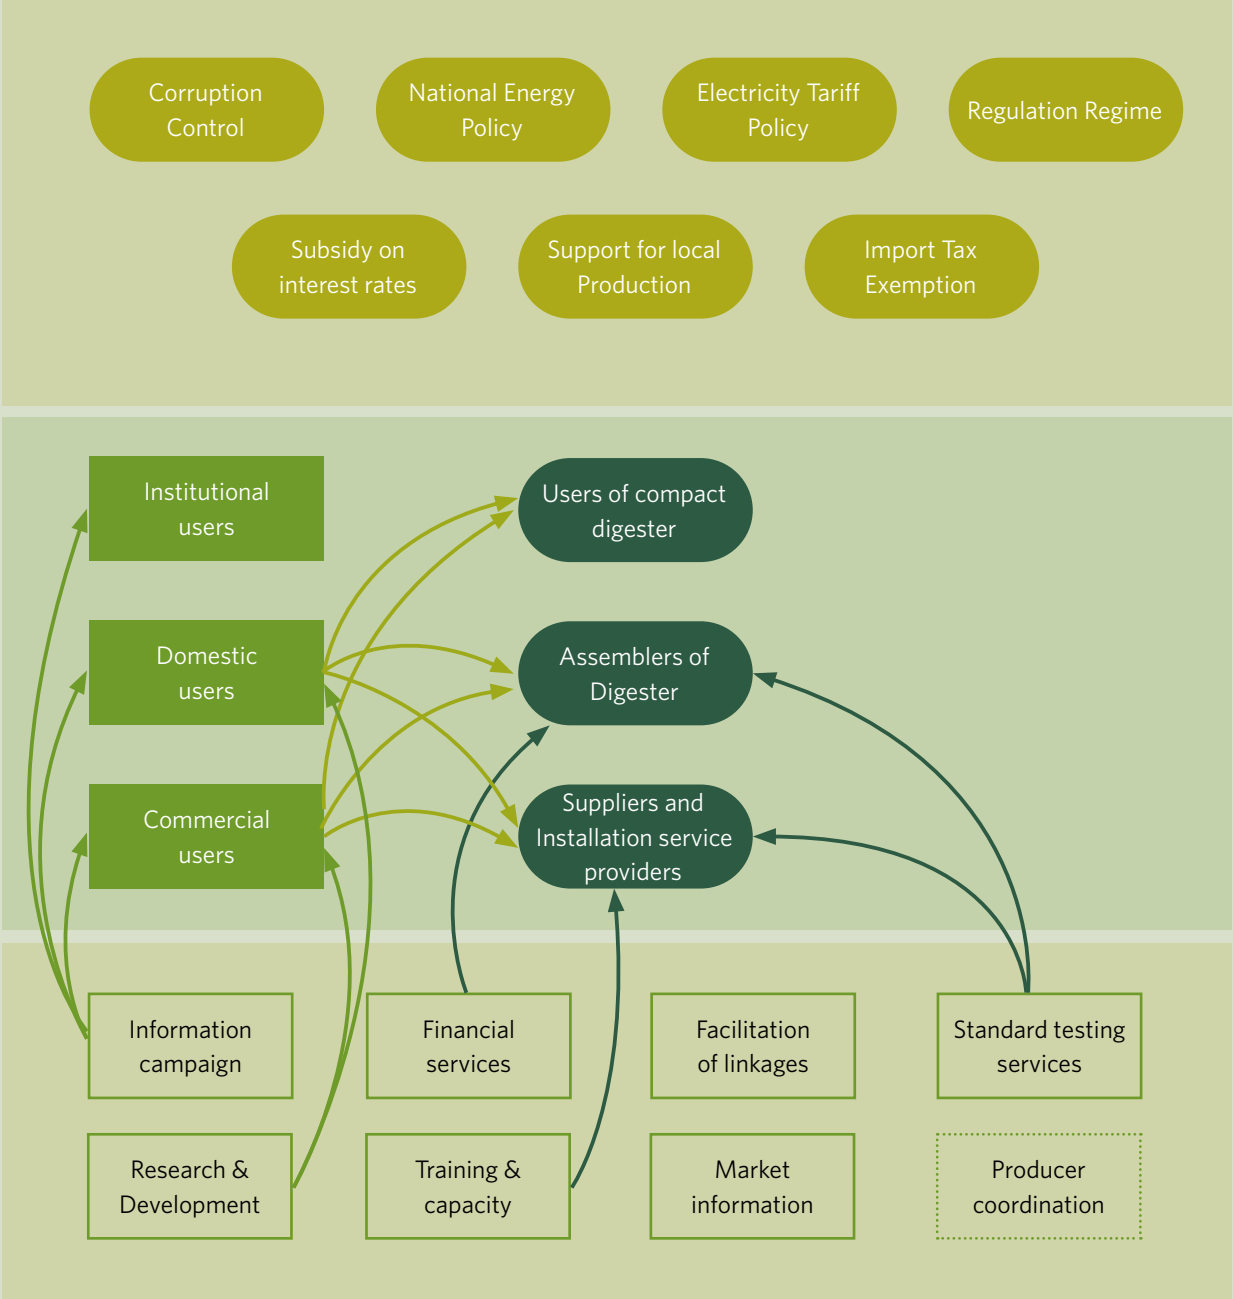 Corruption
Control
National Energy
Policy
Electricity Tariff
Policy
Regulation Regime
Subsidy on
interest rates
Support for local
Production
Import Tax
Exemption
Institutional
users
Users of compact
digester
Domestic
users
Assemblers of
Digester
Commercial
users
Suppliers and
Installation service
providers
Information
campaign
Financial
services
Facilitation
of linkages
Standard testing
services
Research &
Development
Training &
capacity
Market
information
Producer
coordination